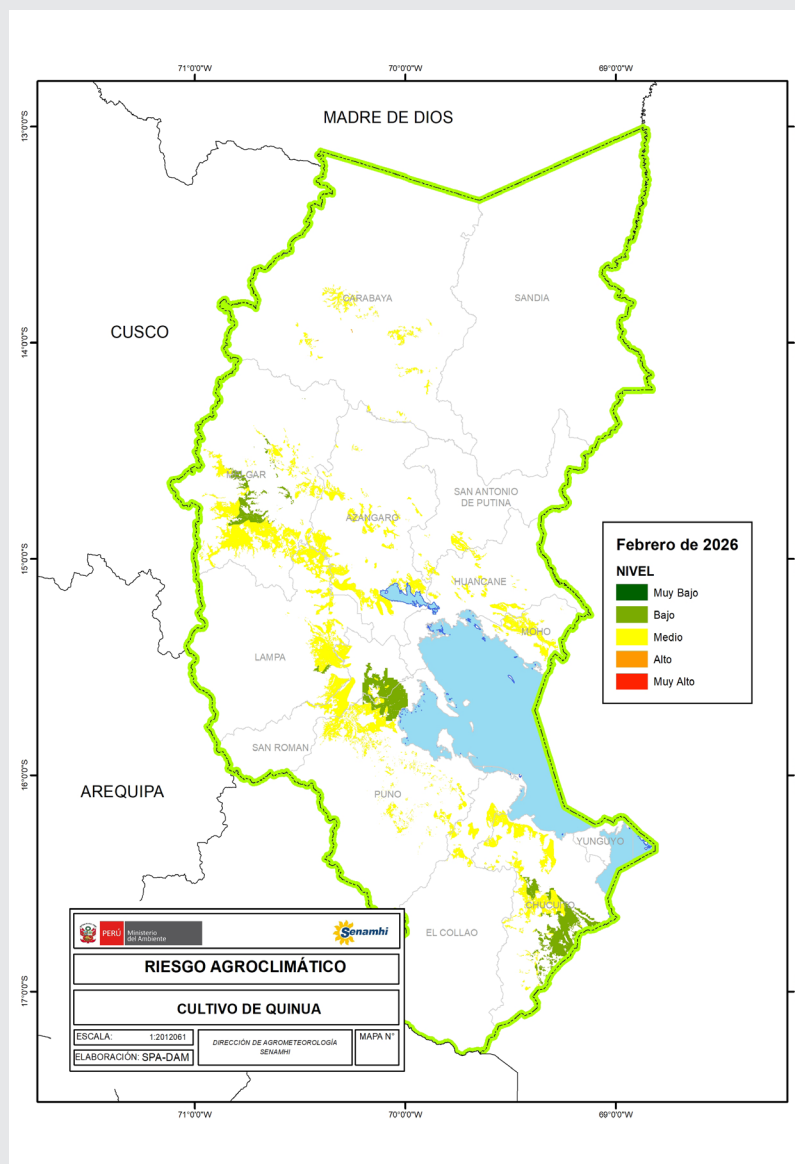 71°0'0"W
70°0'0"W
69°0'0"W
MADRE DE DIOS
13°0'0"S
CARABAYA
SANDIA
CUSCO
14°0'0"S
MELGAR
SAN ANTONIO
DE PUTINA
AZANGARO
15°0'0"S
HUANCANE
MOHO
LAMPA
SAN ROMAN
16°0'0"S
AREQUIPA
PUNO
YUNGUYO
CHUCUITO
EL COLLAO
17°0'0"S
Febrero de 2026
NIVEL
Muy Bajo
Bajo
Medio
Alto
Muy Alto
PERÚ
Ministerio
del Ambiente
Senamhi
RIESGO AGROCLIMÁTICO
CULTIVO DE QUINUA
ESCALA: 1:2012061
ELABORACIÓN: SPA-DAM
DIRECCIÓN DE AGROMETEOROLOGÍA
SENAMHI
MAPA N°
71°0'0"W
70°0'0"W
69°0'0"W